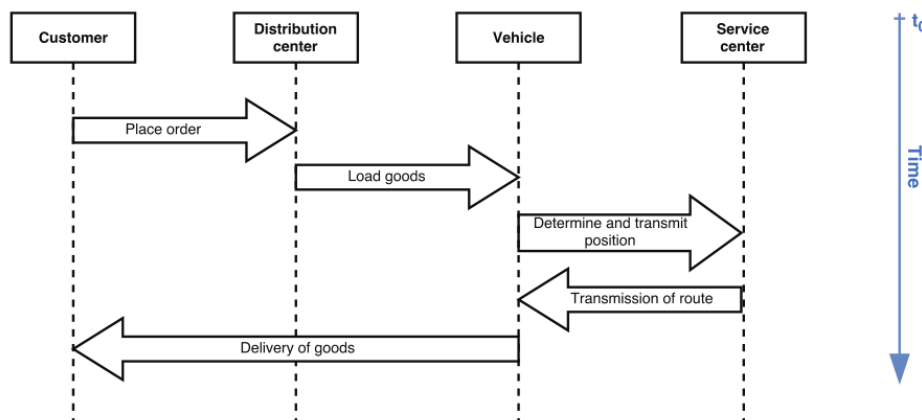 Customer
Distribution
center
Vehicle
Service
center
t0
Place order
Load goods
Time
Determine and transmit
position
Transmission of route
Delivery of goods